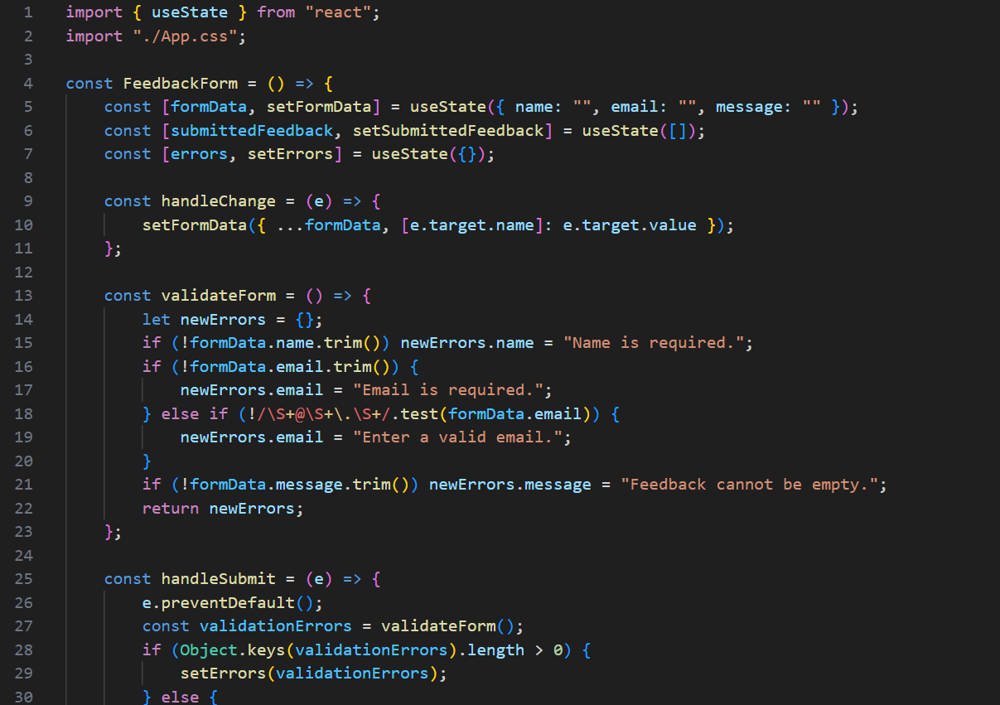 1 import { useState } from "react";
2 import "./App.css";
3
4 const FeedbackForm = () => {
5     const [formData, setFormData] = useState({ name: "", email: "", message: "" });
6     const [submittedFeedback, setSubmittedFeedback] = useState([]);
7     const [errors, setErrors] = useState({});
8
9     const handleChange = (e) => {
10         setFormData({ ...formData, [e.target.name]: e.target.value });
11     };
12
13     const validateForm = () => {
14         let newErrors = {};
15         if (!formData.name.trim()) newErrors.name = "Name is required.";
16         if (!formData.email.trim()) {
17             newErrors.email = "Email is required.";
18         } else if (!/\S+@\S+\.\S+/.test(formData.email)) {
19             newErrors.email = "Enter a valid email.";
20         }
21         if (!formData.message.trim()) newErrors.message = "Feedback cannot be empty.";
22         return newErrors;
23     };
24
25     const handleSubmit = (e) => {
26         e.preventDefault();
27         const validationErrors = validateForm();
28         if (Object.keys(validationErrors).length > 0) {
29             setErrors(validationErrors);
30         } else {